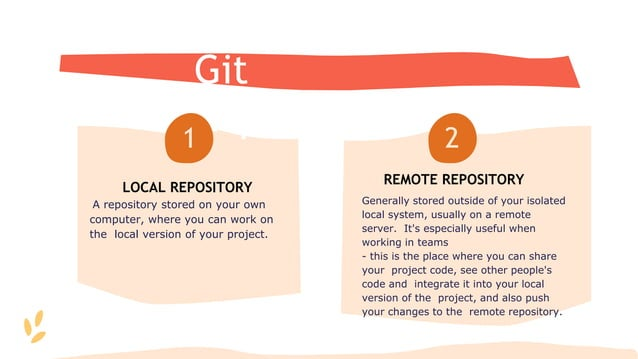 Git
1
LOCAL REPOSITORY
A repository stored on your own
computer, where you can work on
the local version of your project.
2
REMOTE REPOSITORY
Generally stored outside of your isolated
local system, usually on a remote
server. It's especially useful when
working in teams
- this is the place where you can share
your project code, see other people's
code and integrate it into your local
version of the project, and also push
your changes to the remote repository.